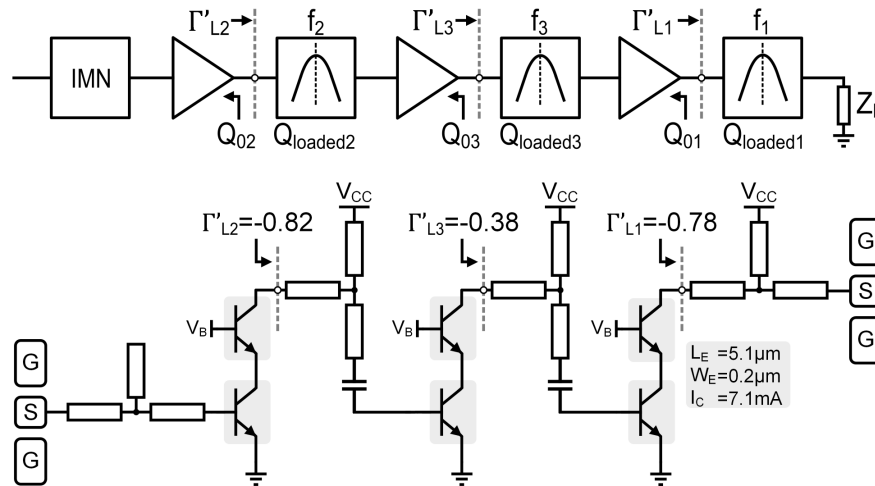 Γ'L2 f2 Γ'L3 f3 Γ'L1 f1
IMN
Q02 Qloaded2 Q03 Qloaded3 Q01 Qloaded1
VCC VCC VCC
Γ'L2=-0.82 Γ'L3=-0.38 Γ'L1=-0.78
G
S
G
VB VB VB
LE =5.1µm
WE=0.2µm
IC =7.1mA
G
S
G